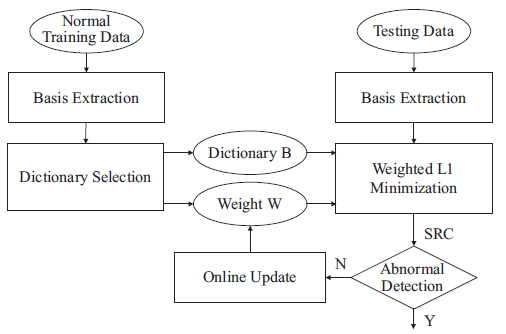 Normal
Training Data
Testing Data
Basis Extraction
Basis Extraction
Dictionary Selection
Dictionary B
Weight W
Weighted L1
Minimization
SRC
Online Update
N
Abnormal
Detection
Y